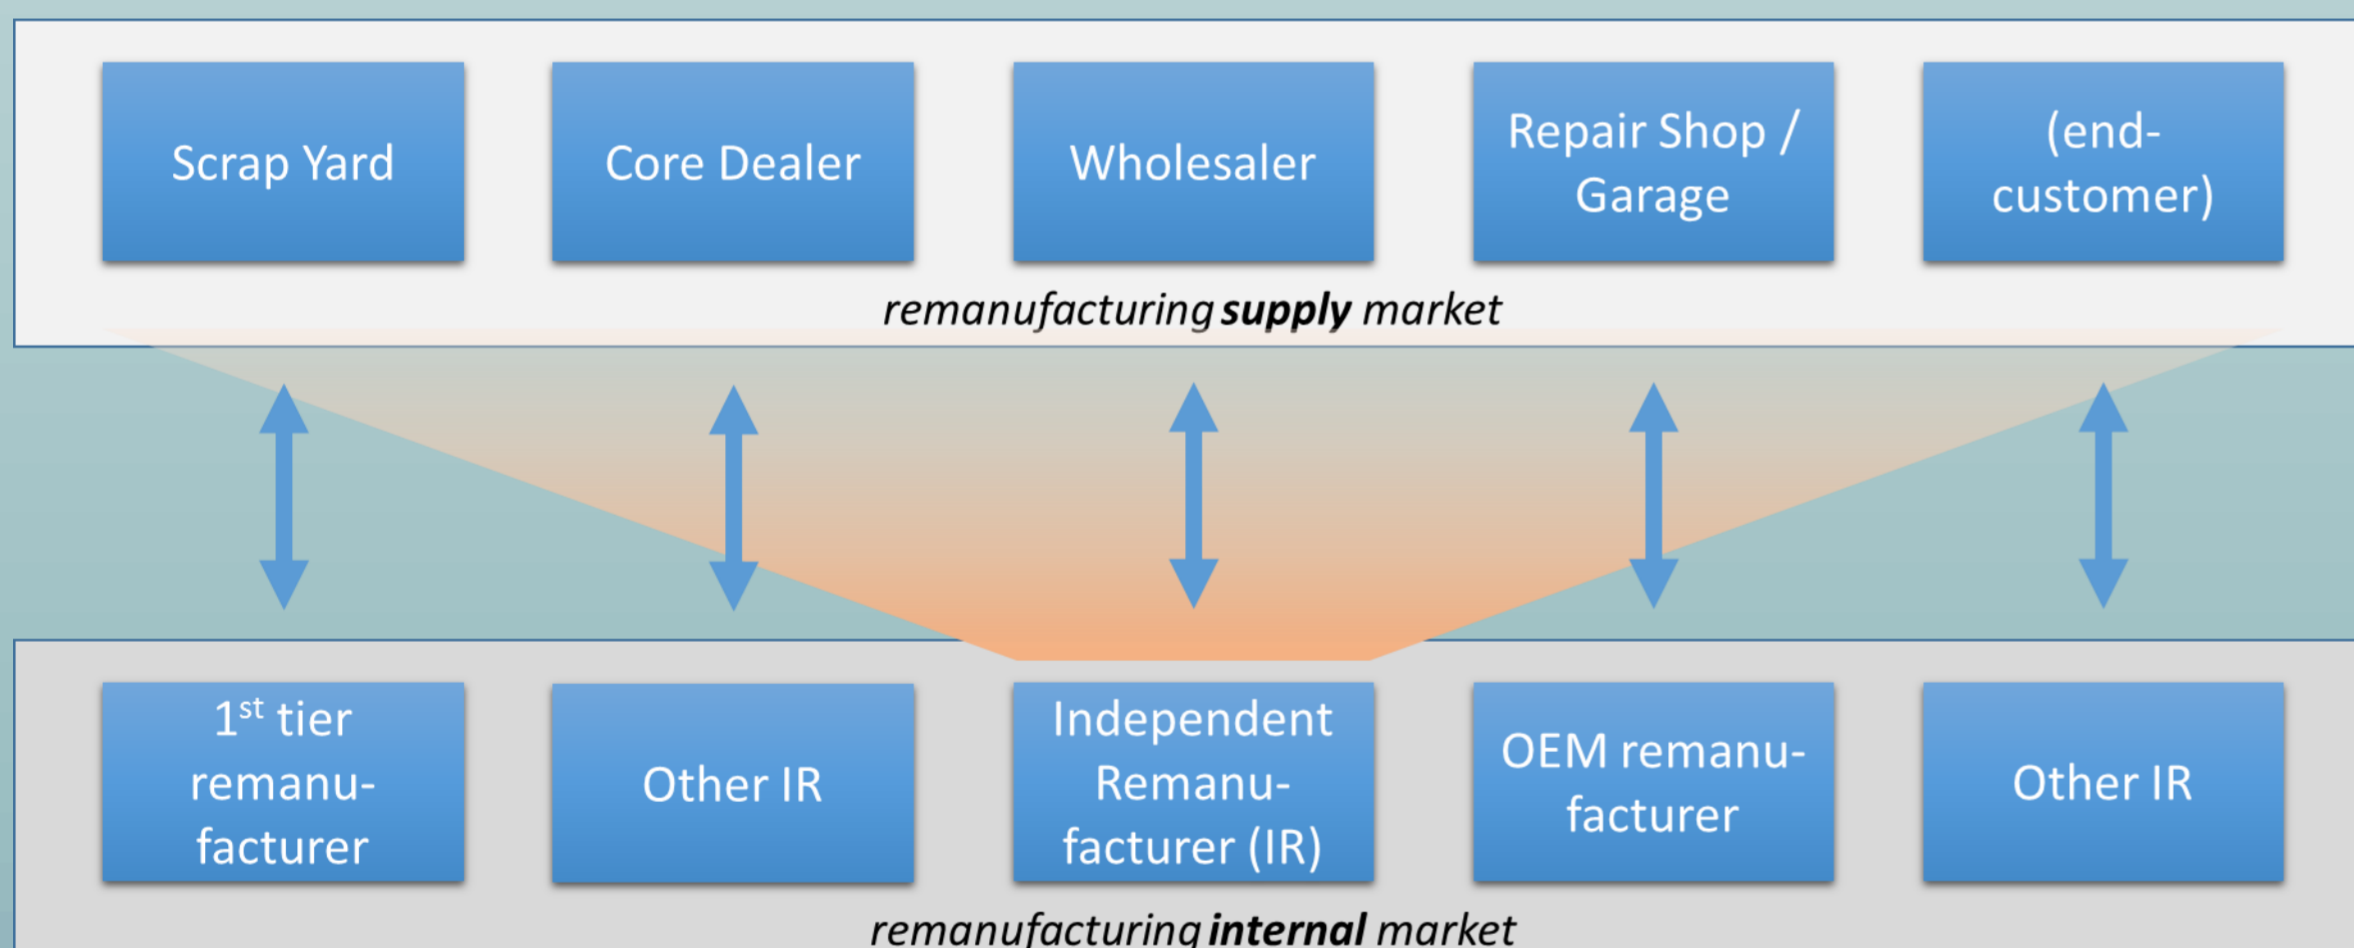 Scrap Yard
Core Dealer
Wholesaler
Repair Shop /
Garage
(end-
customer)
remanufacturing supply market
1st tier
remanu-
facturer
Other IR
Independent
Remanu-
facturer (IR)
OEM remanu-
facturer
Other IR
remanufacturing internal market